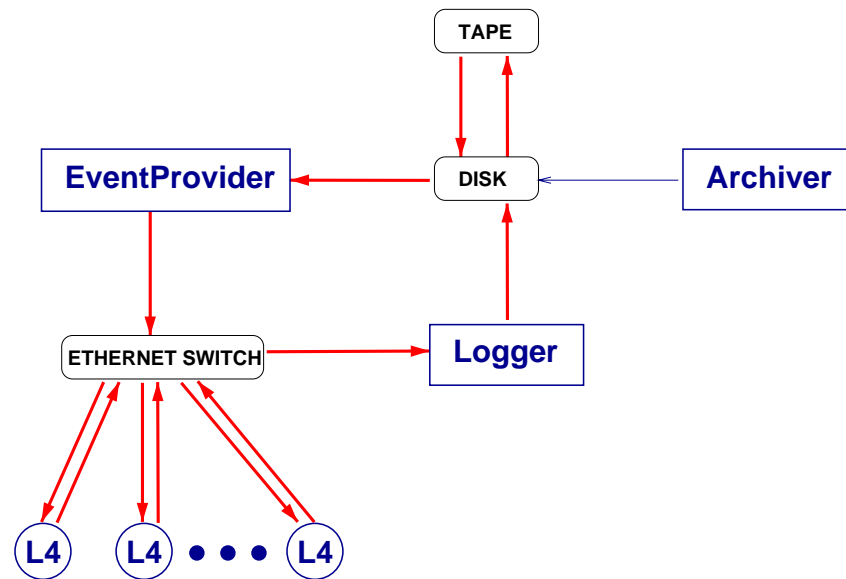 TAPE
EventProvider
DISK
Archiver
ETHERNET SWITCH
Logger
L4
L4
L4